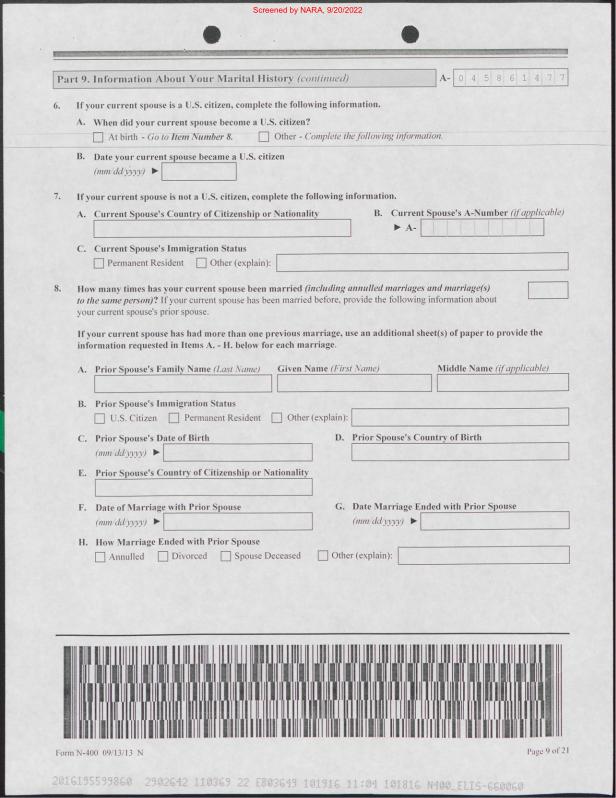 Screened by NARA, 9/20/2022
Part 9. Information About Your Marital History (continued)
A- 0 4 5 8 6 1 4 7 7
6. If your current spouse is a U.S. citizen, complete the following information.
A. When did your current spouse become a U.S. citizen?
At birth - Go to Item Number 8. Other - Complete the following information.
B. Date your current spouse became a U.S. citizen
(mm/dd/yyyy) ►
7. If your current spouse is not a U.S. citizen, complete the following information.
A. Current Spouse's Country of Citizenship or Nationality B. Current Spouse's A-Number (if applicable)
► A-
C. Current Spouse's Immigration Status
Permanent Resident Other (explain):
8. How many times has your current spouse been married (including annulled marriages and marriage(s)
to the same person)? If your current spouse has been married before, provide the following information about
your current spouse's prior spouse.
If your current spouse has had more than one previous marriage, use an additional sheet(s) of paper to provide the
information requested in Items A. - H. below for each marriage.
A. Prior Spouse's Family Name (Last Name) Given Name (First Name) Middle Name (if applicable)
B. Prior Spouse's Immigration Status
U.S. Citizen Permanent Resident Other (explain):
C. Prior Spouse's Date of Birth D. Prior Spouse's Country of Birth
(mm/dd/yyyy) ►
E. Prior Spouse's Country of Citizenship or Nationality
F. Date of Marriage with Prior Spouse G. Date Marriage Ended with Prior Spouse
(mm/dd/yyyy) ► (mm/dd/yyyy) ►
H. How Marriage Ended with Prior Spouse
Annulled Divorced Spouse Deceased Other (explain):
Form N-400 09/13/13 N Page 9 of 21
2016195599860 2902642 110369 22 E803649 101916 11:04 101816 N400_ELIS-660060